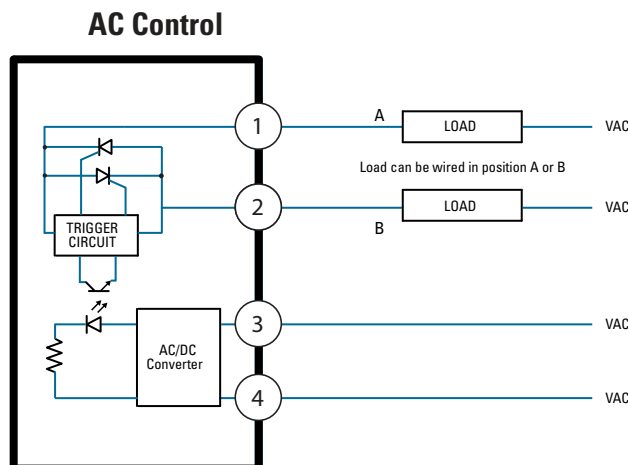 AC Control
1
A
LOAD
VAC
Load can be wired in position A or B
2
B
LOAD
VAC
TRIGGER
CIRCUIT
3
VAC
AC/DC
Converter
4
VAC